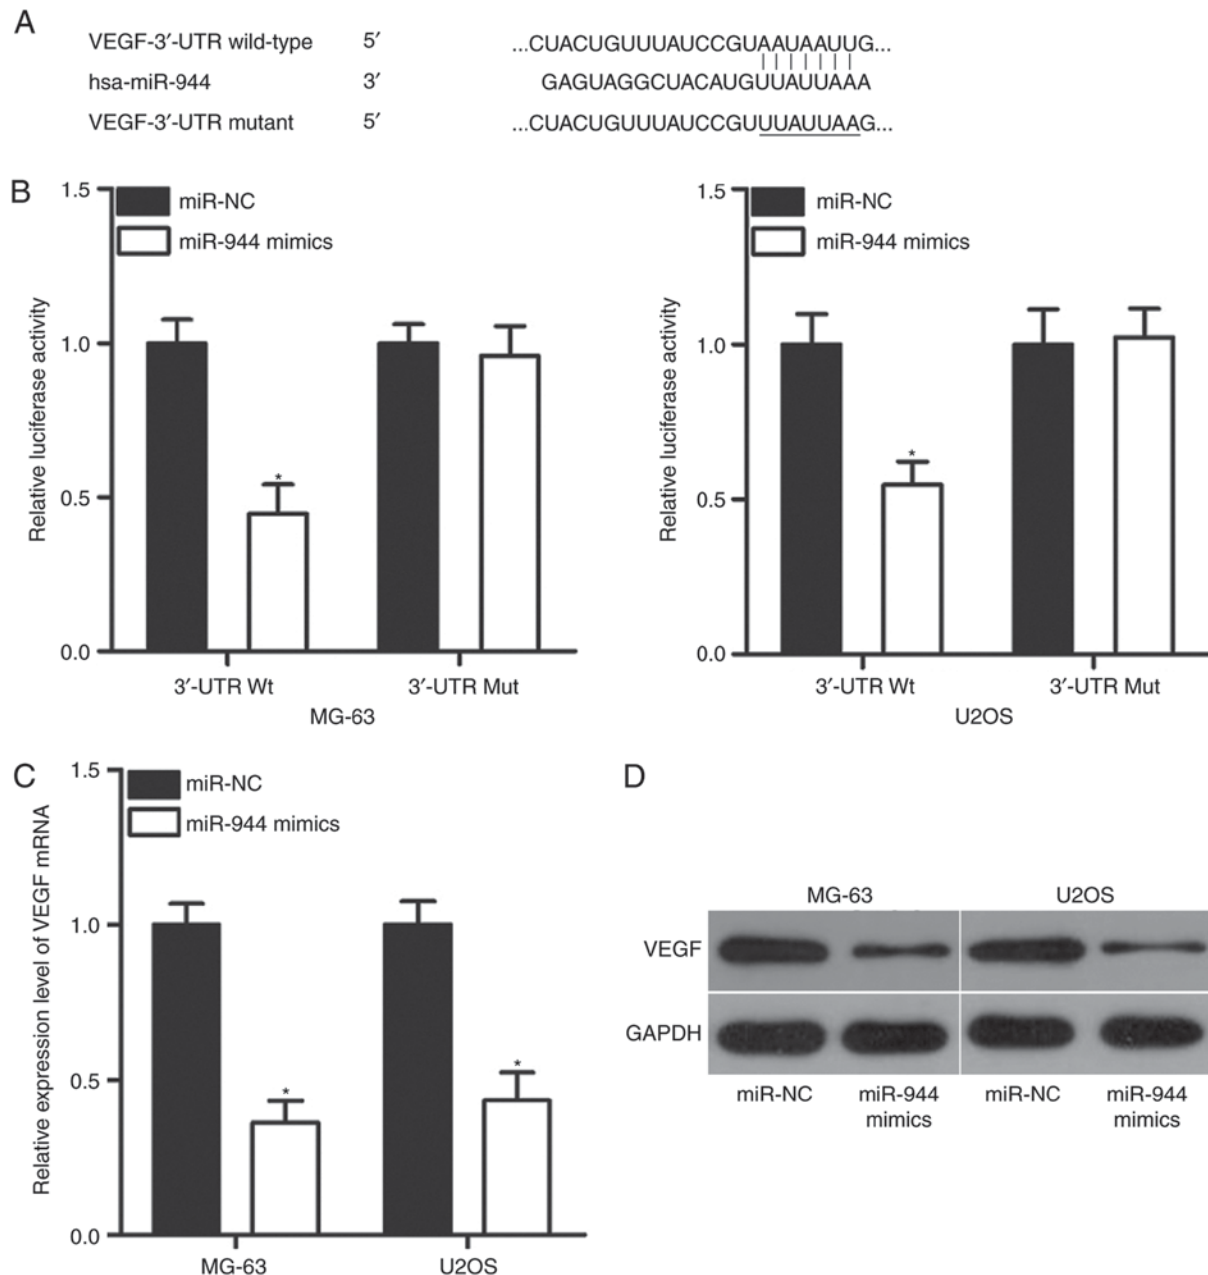 A
VEGF-3′-UTR wild-type 5′ ...CUACUGUUUAUCCGUAAUAAUUG...
hsa-miR-944 3′ GAGUAGGCUACAUGUUAUUAAA
VEGF-3′-UTR mutant 5′ ...CUACUGUUUAUCCGUUUAUUAAG...
B
1.5
miR-NC
miR-944 mimics
1.0
0.5
0.0
Relative luciferase activity
3′-UTR Wt 3′-UTR Mut
MG-63
1.5
miR-NC
miR-944 mimics
1.0
0.5
0.0
Relative luciferase activity
3′-UTR Wt 3′-UTR Mut
U2OS
C
1.5
miR-NC
miR-944 mimics
1.0
0.5
0.0
Relative expression level of VEGF mRNA
* *
MG-63 U2OS
D
MG-63 U2OS
VEGF
GAPDH
miR-NC miR-944 miR-NC miR-944
mimics mimics